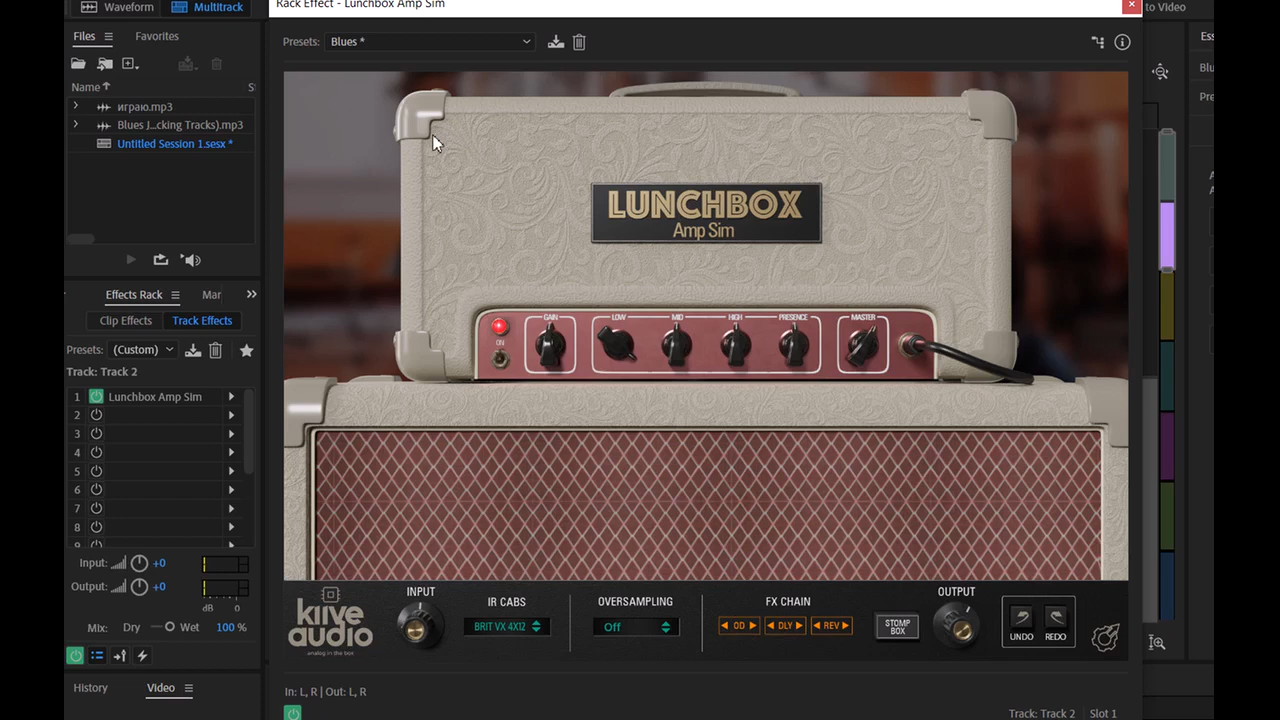 Waveform Multitrack
Rack Effect - Lunchbox Amp Sim
to Video
Files Favorites
Presets: Blues *
Name
S
играю.mp3
Blues J...cking Tracks).mp3
Untitled Session 1.sesx *
LUNCHBOX
Amp Sim
GAIN LOW MID HIGH PRESENCE MASTER
ON
Effects Rack Mar
Clip Effects Track Effects
Presets: (Custom)
Track: Track 2
1 Lunchbox Amp Sim
2
3
4
5
6
7
8
9
Input: +0
Output: +0
dB 0
Mix: Dry Wet 100 %
History Video
kiive
audio
analog in the box
INPUT
IR CABS
BRIT VX 4X12
OVERSAMPLING
Off
FX CHAIN
OD DLY REV
STOMP
BOX
OUTPUT
UNDO REDO
In: L, R | Out: L, R
Track: Track 2 Slot 1
Ess
Blu
Pre